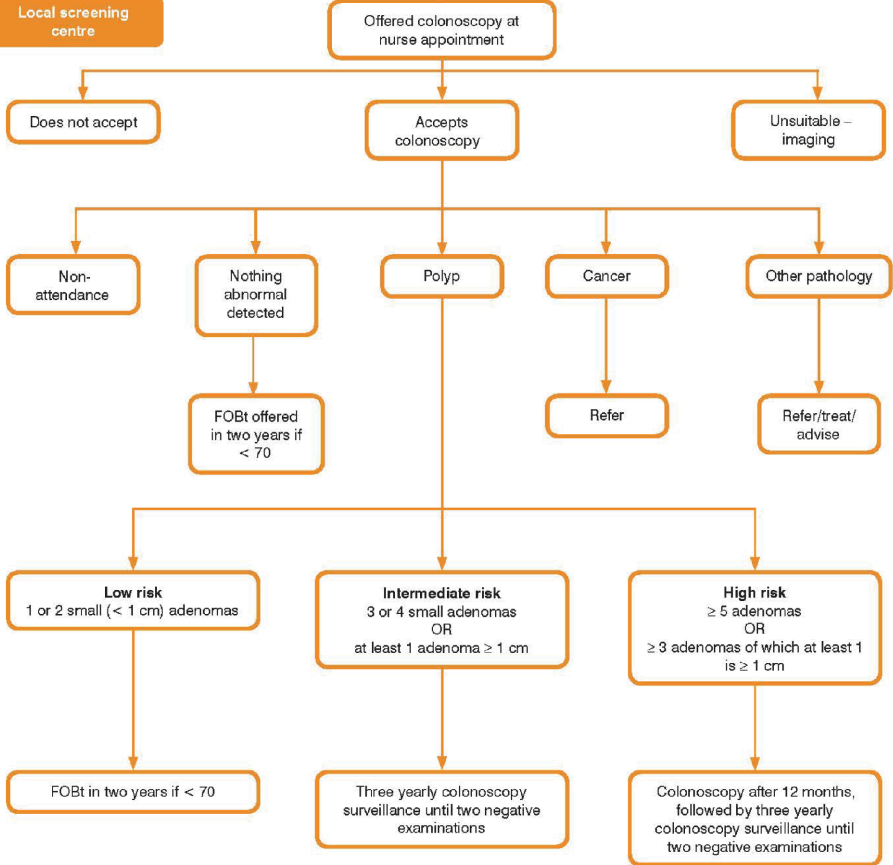 Local screening
centre
Offered colonoscopy at
nurse appointment
Does not accept
Accepts
colonoscopy
Unsuitable –
imaging
Non-
attendance
Nothing
abnormal
detected
Polyp
Cancer
Other pathology
FOBt offered
in two years if
< 70
Refer
Refer/treat/
advise
Low risk
1 or 2 small (< 1 cm) adenomas
Intermediate risk
3 or 4 small adenomas
OR
at least 1 adenoma ≥ 1 cm
High risk
≥ 5 adenomas
OR
≥ 3 adenomas of which at least 1
is ≥ 1 cm
FOBt in two years if < 70
Three yearly colonoscopy
surveillance until two negative
examinations
Colonoscopy after 12 months,
followed by three yearly
colonoscopy surveillance until
two negative examinations